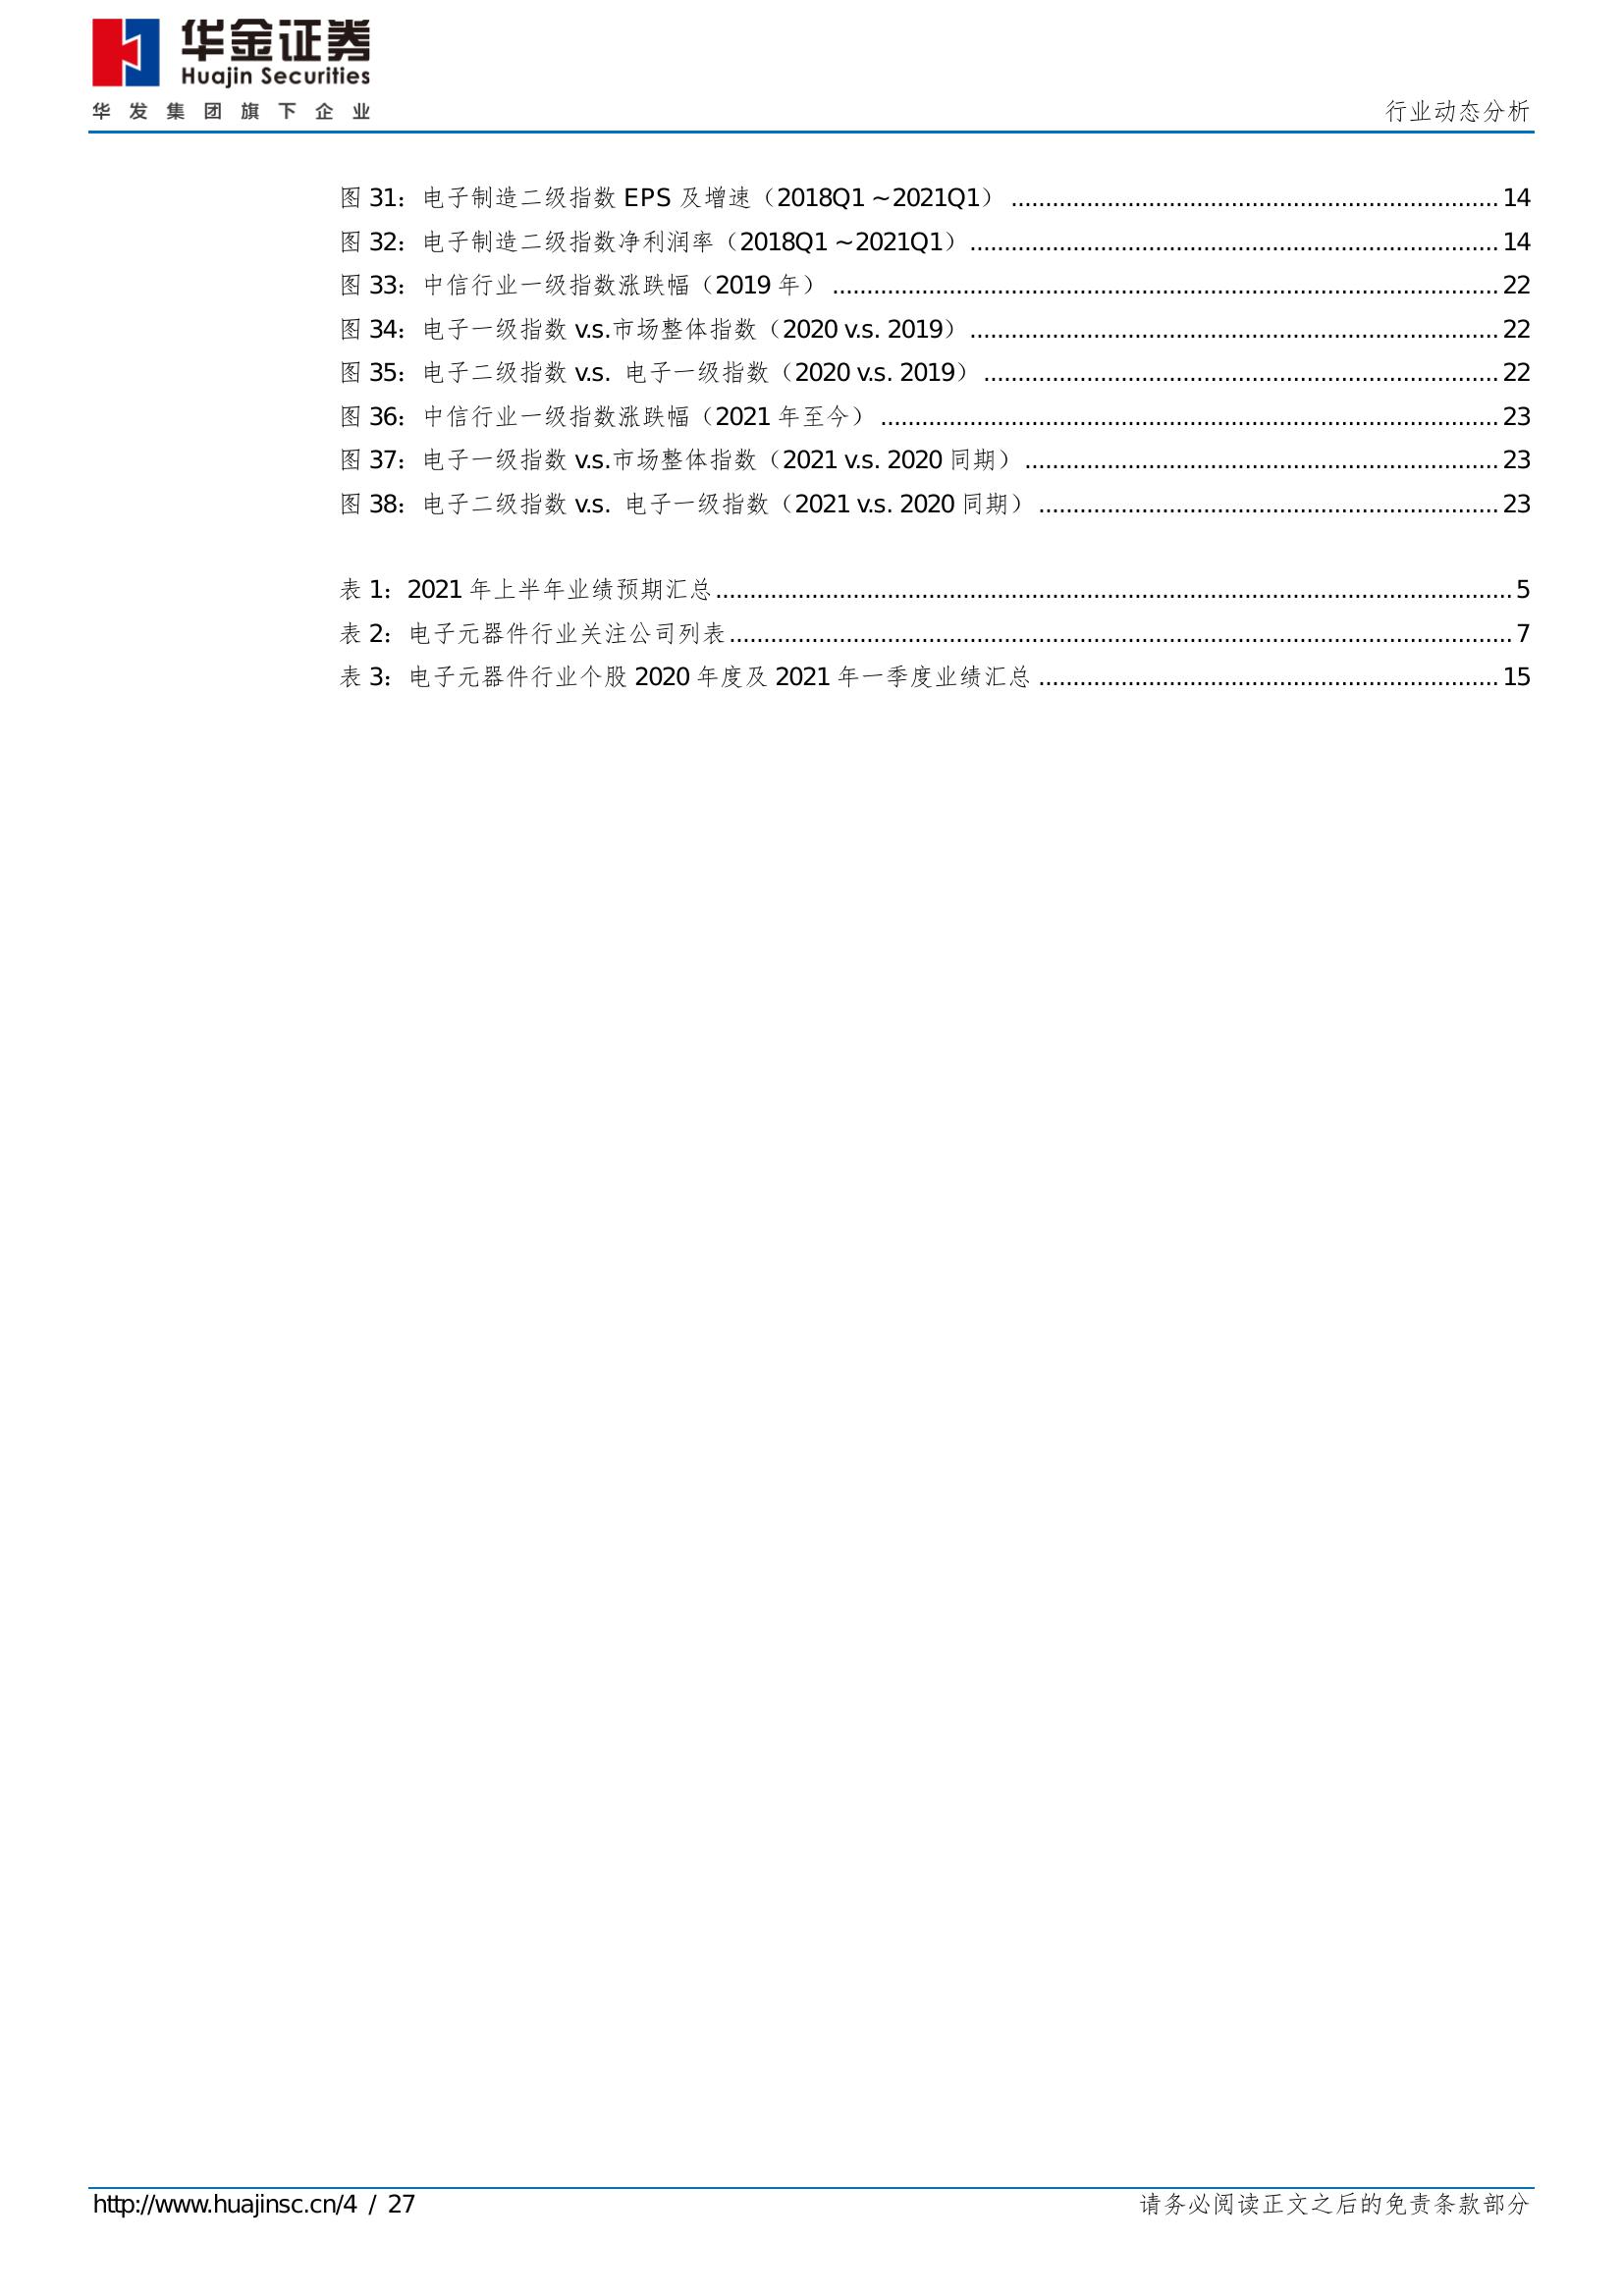 华金证券
Huajin Securities
华发集团旗下企业
行业动态分析
图 31：电子制造二级指数 EPS 及增速（2018Q1～2021Q1）........................................................................ 14
图 32：电子制造二级指数净利润率（2018Q1～2021Q1）.............................................................................. 14
图 33：中信行业一级指数涨跌幅（2019 年）.................................................................................................. 22
图 34：电子一级指数 v.s.市场整体指数（2020 v.s. 2019）.............................................................................. 22
图 35：电子二级指数 v.s. 电子一级指数（2020 v.s. 2019）............................................................................ 22
图 36：中信行业一级指数涨跌幅（2021 年至今）........................................................................................... 23
图 37：电子一级指数 v.s.市场整体指数（2021 v.s. 2020 同期）...................................................................... 23
图 38：电子二级指数 v.s. 电子一级指数（2021 v.s. 2020 同期）.................................................................... 23
表 1：2021 年上半年业绩预期汇总..................................................................................................................... 5
表 2：电子元器件行业关注公司列表................................................................................................................... 7
表 3：电子元器件行业个股 2020 年度及 2021 年一季度业绩汇总.................................................................... 15
http://www.huajinsc.cn/4 / 27
请务必阅读正文之后的免责条款部分